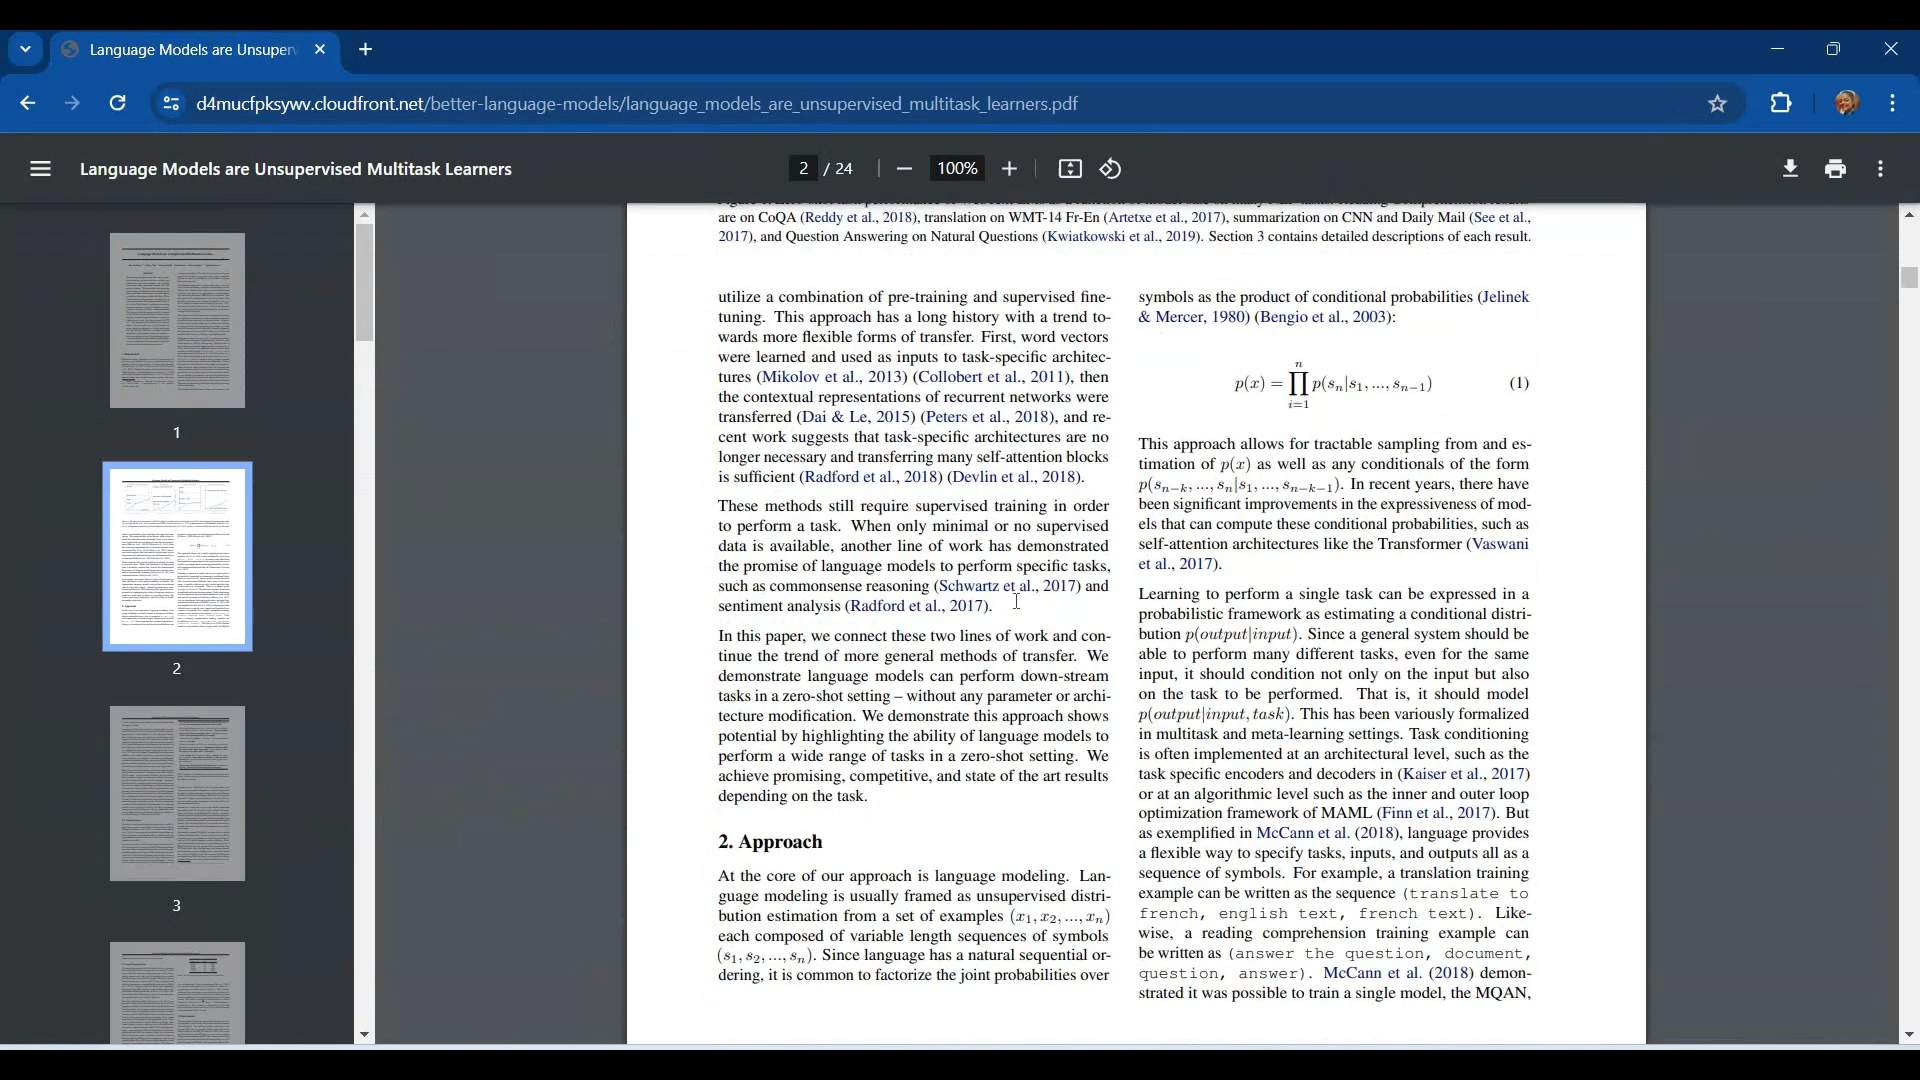 Language Models are Unsuperv
d4mucfpksywv.cloudfront.net/better-language-models/language_models_are_unsupervised_multitask_learners.pdf
Language Models are Unsupervised Multitask Learners
2 / 24
100%
1
2
3
are on CoQA (Reddy et al., 2018), translation on WMT-14 Fr-En (Artetxe et al., 2017), summarization on CNN and Daily Mail (See et al.,
2017), and Question Answering on Natural Questions (Kwiatkowski et al., 2019). Section 3 contains detailed descriptions of each result.
utilize a combination of pre-training and supervised fine-
tuning. This approach has a long history with a trend to-
wards more flexible forms of transfer. First, word vectors
were learned and used as inputs to task-specific architec-
tures (Mikolov et al., 2013) (Collobert et al., 2011), then
the contextual representations of recurrent networks were
transferred (Dai & Le, 2015) (Peters et al., 2018), and re-
cent work suggests that task-specific architectures are no
longer necessary and transferring many self-attention blocks
is sufficient (Radford et al., 2018) (Devlin et al., 2018).
These methods still require supervised training in order
to perform a task. When only minimal or no supervised
data is available, another line of work has demonstrated
the promise of language models to perform specific tasks,
such as commonsense reasoning (Schwartz et al., 2017) and
sentiment analysis (Radford et al., 2017).
In this paper, we connect these two lines of work and con-
tinue the trend of more general methods of transfer. We
demonstrate language models can perform down-stream
tasks in a zero-shot setting – without any parameter or archi-
tecture modification. We demonstrate this approach shows
potential by highlighting the ability of language models to
perform a wide range of tasks in a zero-shot setting. We
achieve promising, competitive, and state of the art results
depending on the task.
2. Approach
At the core of our approach is language modeling. Lan-
guage modeling is usually framed as unsupervised distri-
bution estimation from a set of examples (x₁, x₂, ..., xₙ)
each composed of variable length sequences of symbols
(s₁, s₂, ..., sₙ). Since language has a natural sequential or-
dering, it is common to factorize the joint probabilities over
symbols as the product of conditional probabilities (Jelinek
& Mercer, 1980) (Bengio et al., 2003):
n
p(x) = ∏ p(sₙ|s₁, ..., sₙ₋₁) (1)
i=1
This approach allows for tractable sampling from and es-
timation of p(x) as well as any conditionals of the form
p(sₙ₋ₖ, ..., sₙ|s₁, ..., sₙ₋ₖ₋₁). In recent years, there have
been significant improvements in the expressiveness of mod-
els that can compute these conditional probabilities, such as
self-attention architectures like the Transformer (Vaswani
et al., 2017).
Learning to perform a single task can be expressed in a
probabilistic framework as estimating a conditional distri-
bution p(output|input). Since a general system should be
able to perform many different tasks, even for the same
input, it should condition not only on the input but also
on the task to be performed. That is, it should model
p(output|input, task). This has been variously formalized
in multitask and meta-learning settings. Task conditioning
is often implemented at an architectural level, such as the
task specific encoders and decoders in (Kaiser et al., 2017)
or at an algorithmic level such as the inner and outer loop
optimization framework of MAML (Finn et al., 2017). But
as exemplified in McCann et al. (2018), language provides
a flexible way to specify tasks, inputs, and outputs all as a
sequence of symbols. For example, a translation training
example can be written as the sequence (translate to
french, english text, french text). Like-
wise, a reading comprehension training example can
be written as (answer the question, document,
question, answer). McCann et al. (2018) demon-
strated it was possible to train a single model, the MQAN,